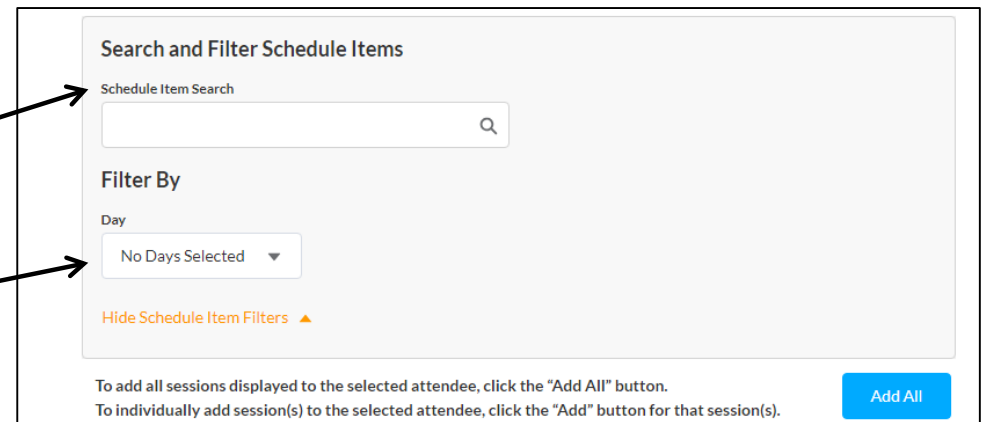 Search and Filter Schedule Items
Schedule Item Search
Filter By
Day
No Days Selected
Hide Schedule Item Filters
To add all sessions displayed to the selected attendee, click the “Add All” button.
To individually add session(s) to the selected attendee, click the “Add” button for that session(s).
Add All